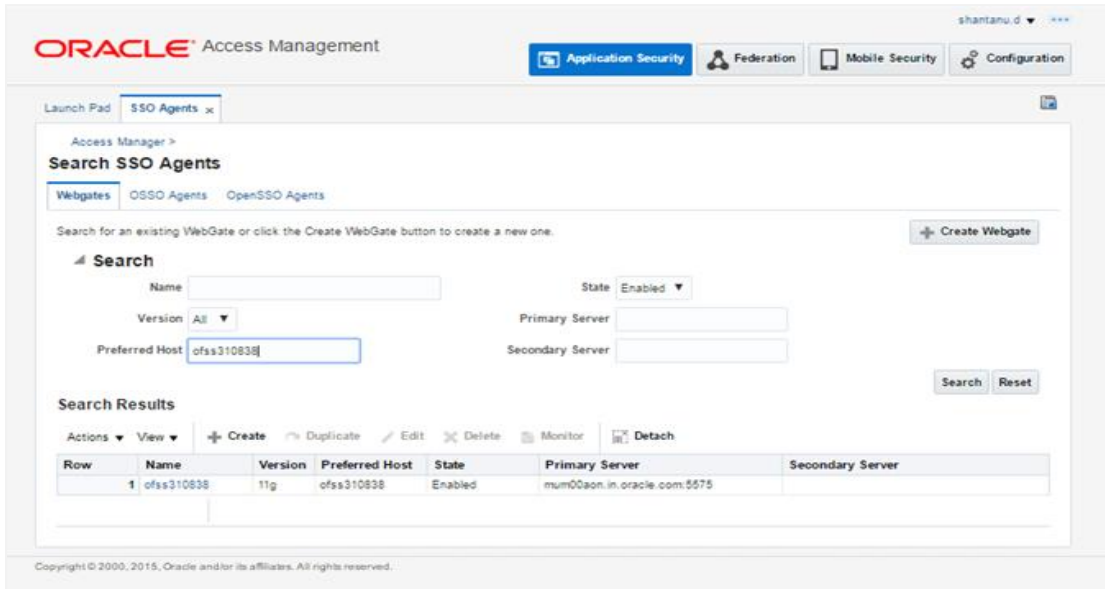 shantanu.d
ORACLE Access Management
Application Security Federation Mobile Security Configuration
Launch Pad SSO Agents x
Access Manager >
Search SSO Agents
Webgates OSSO Agents OpenSSO Agents
Search for an existing WebGate or click the Create WebGate button to create a new one.
Create Webgate
Search
Name State Enabled
Version All Primary Server
Preferred Host ofss310838 Secondary Server
Search Reset
Search Results
Actions View Create Duplicate Edit Delete Monitor Detach
Row Name Version Preferred Host State Primary Server Secondary Server
1 ofss310838 11g ofss310838 Enabled mum00aon.in.oracle.com:5575
Copyright © 2000, 2015, Oracle and/or its affiliates. All rights reserved.